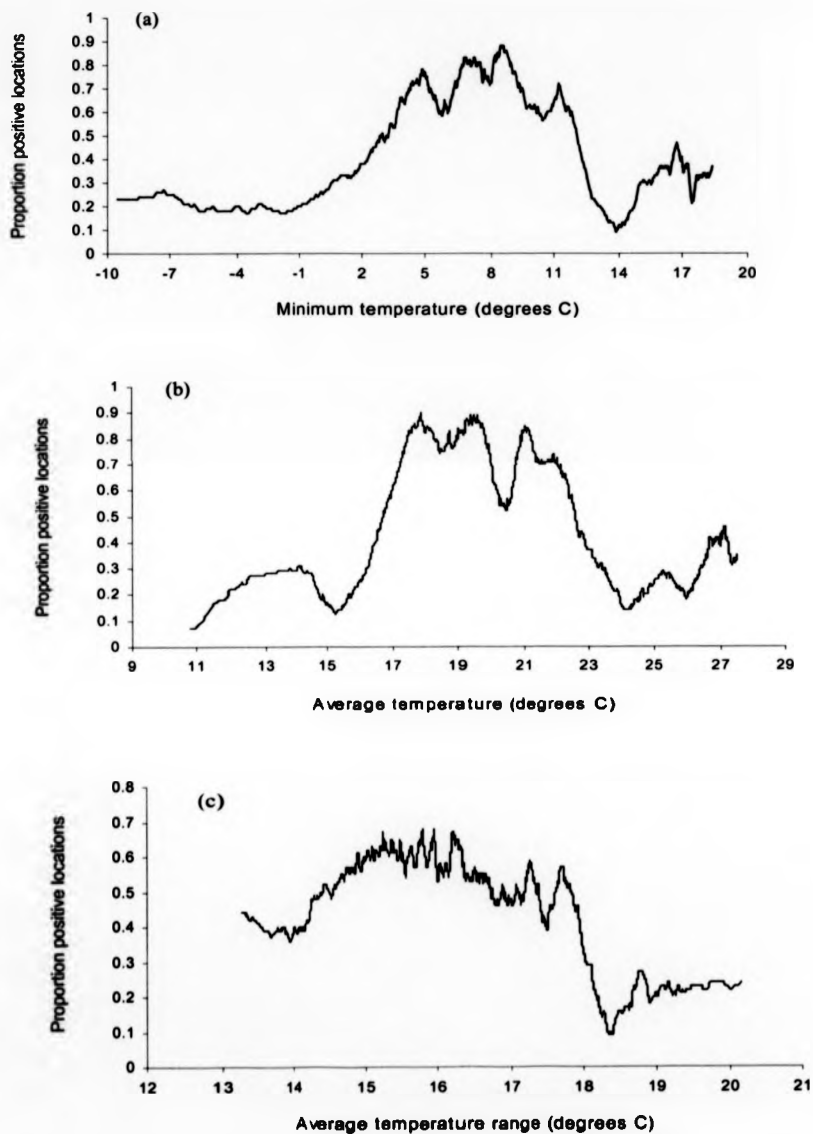 (a)
Proportion positive locations
1
0.9
0.8
0.7
0.6
0.5
0.4
0.3
0.2
0.1
0
-10 -7 -4 -1 2 5 8 11 14 17 20
Minimum temperature (degrees C)
(b)
Proportion positive locations
1
0.9
0.8
0.7
0.6
0.5
0.4
0.3
0.2
0.1
0
9 11 13 15 17 19 21 23 25 27 29
Average temperature (degrees C)
(c)
Proportion positive locations
0.8
0.7
0.6
0.5
0.4
0.3
0.2
0.1
0
12 13 14 15 16 17 18 19 20 21
Average temperature range (degrees C)